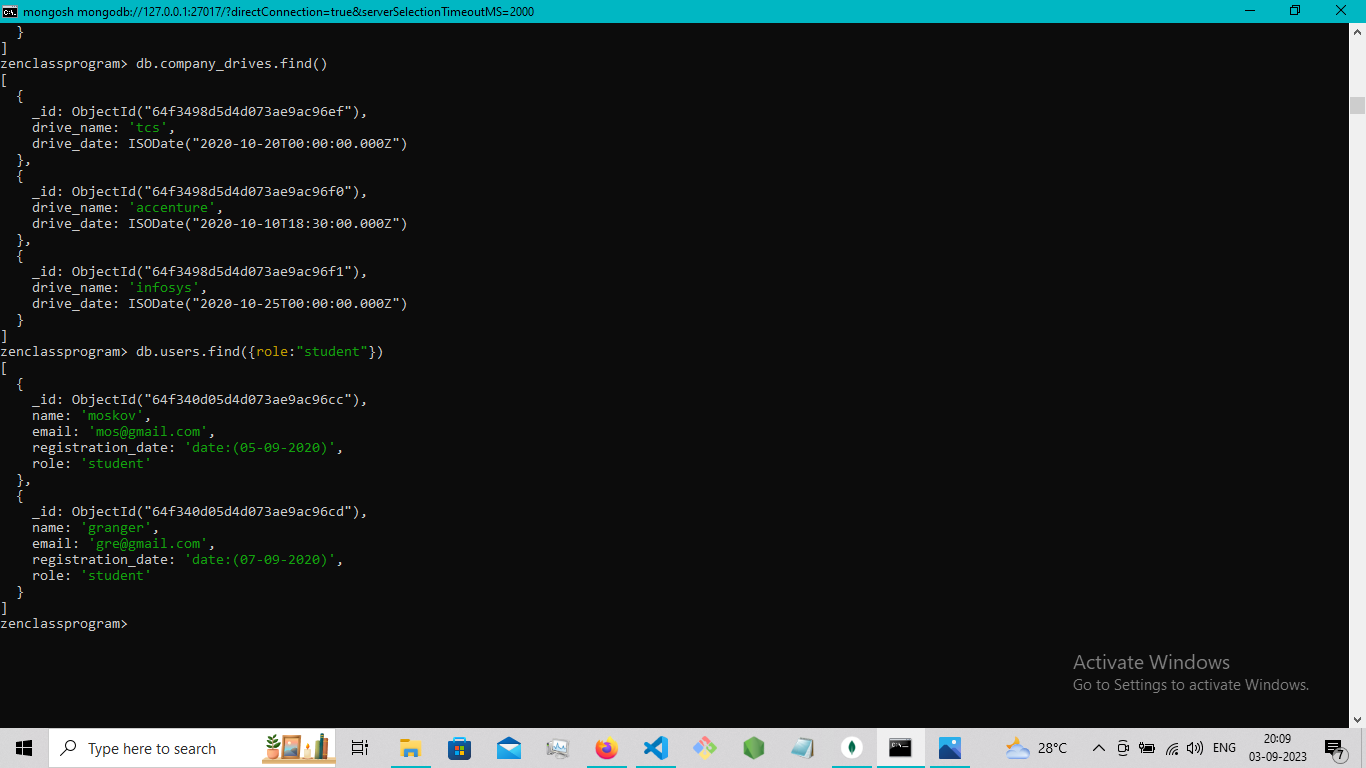 mongosh mongodb://127.0.0.1:27017/?directConnection=true&serverSelectionTimeoutMS=2000
  }
]
zenclassprogram> db.company_drives.find()
[
  {
    _id: ObjectId("64f3498d5d4d073ae9ac96ef"),
    drive_name: 'tcs',
    drive_date: ISODate("2020-10-20T00:00:00.000Z")
  },
  {
    _id: ObjectId("64f3498d5d4d073ae9ac96f0"),
    drive_name: 'accenture',
    drive_date: ISODate("2020-10-10T18:30:00.000Z")
  },
  {
    _id: ObjectId("64f3498d5d4d073ae9ac96f1"),
    drive_name: 'infosys',
    drive_date: ISODate("2020-10-25T00:00:00.000Z")
  }
]
zenclassprogram> db.users.find({role:"student"})
[
  {
    _id: ObjectId("64f340d05d4d073ae9ac96cc"),
    name: 'moskov',
    email: 'mos@gmail.com',
    registration_date: 'date:(05-09-2020)',
    role: 'student'
  },
  {
    _id: ObjectId("64f340d05d4d073ae9ac96cd"),
    name: 'granger',
    email: 'gre@gmail.com',
    registration_date: 'date:(07-09-2020)',
    role: 'student'
  }
]
zenclassprogram>
Activate Windows
Go to Settings to activate Windows.
Type here to search
28°C
ENG
20:09
03-09-2023
7